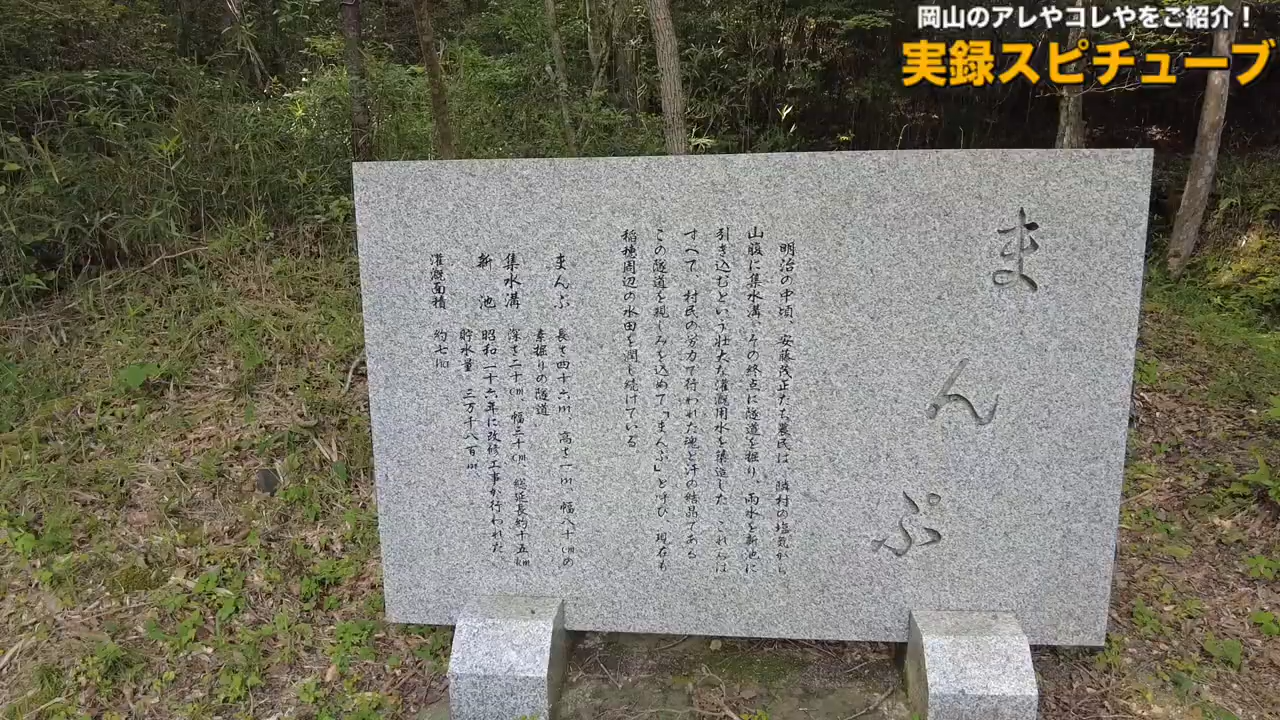 岡山のアレやコレやをご紹介！
実録スピチューブ
まんぷ
明治の中頃、安藤茂正たち農民は、隣村の塩気から
山腹に集水溝、その終点に隧道を掘り、雨水を新池に
引き込むという壮大な灌漑用水を築造した。これらは
すべて、村民の労力で行われた魂と汗の結晶である
この隧道を親しみを込めて「まんぷ」と呼び、現在も
稲穂周辺の水田を潤し続けている
まんぷ 長さ四十六m 高さ一m 幅八十cmの
素掘りの隧道
集水溝 深さ二十cm 幅三十cm、総延長約十五km
新池 昭和二十六年に改修工事が行われた
貯水量 三万千八百m
灌漑面積 約七ha